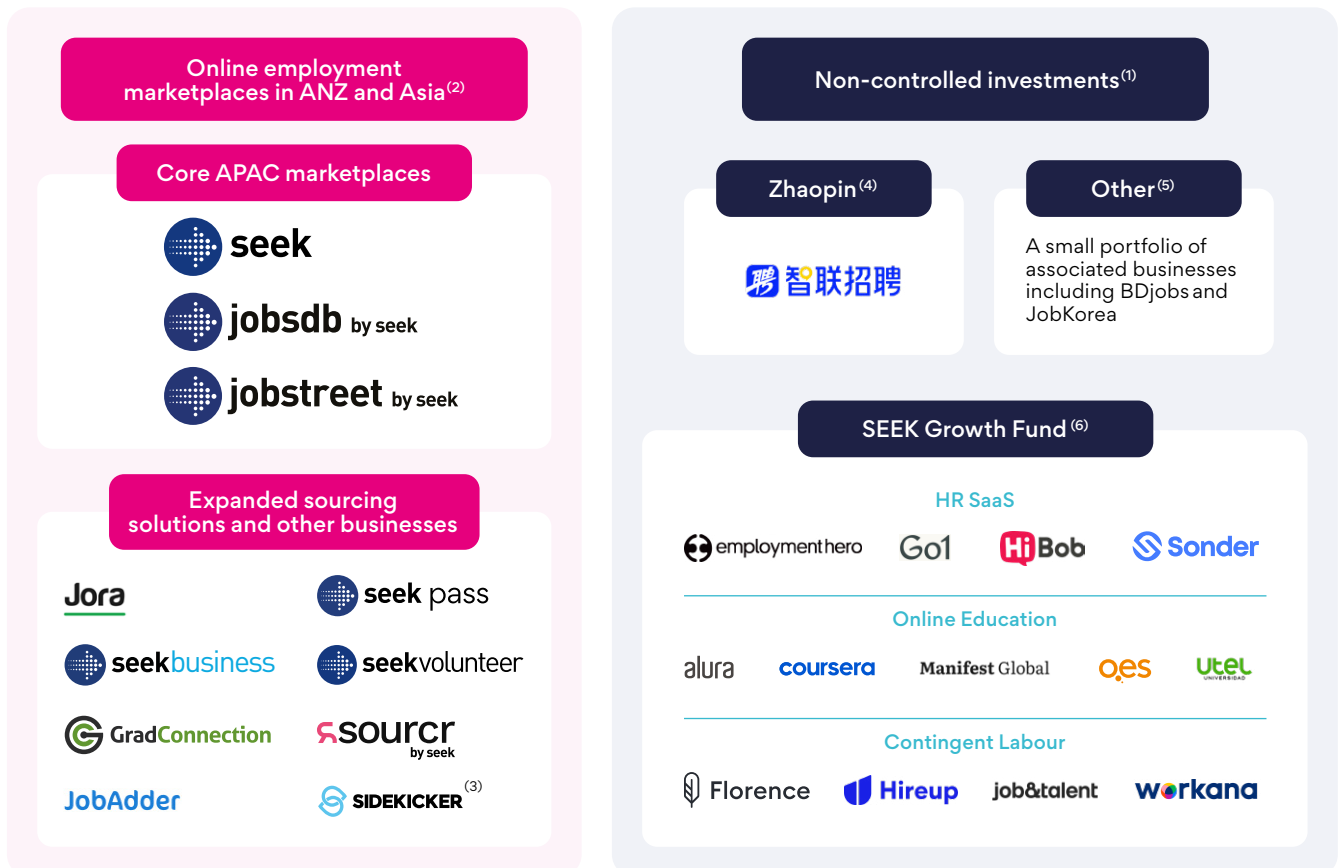 Online employment
marketplaces in ANZ and Asia(2)
Core APAC marketplaces
seek
jobsdb by seek
jobstreet by seek
Expanded sourcing
solutions and other businesses
Jora
seek pass
seekbusiness
seekvolunteer
GradConnection
sourcr
by seek
JobAdder
SIDEKICKER (3)
Non-controlled investments(1)
Zhaopin(4)
聘 智联招聘
Other(5)
A small portfolio of
associated businesses
including BDjobs and
JobKorea
SEEK Growth Fund(6)
HR SaaS
employmenthero
Go1
HiBob
Sonder
Online Education
alura
coursera
Manifest Global
oes
utel
UNIVERSIDAD
Contingent Labour
Florence
Hireup
job&talent
workana